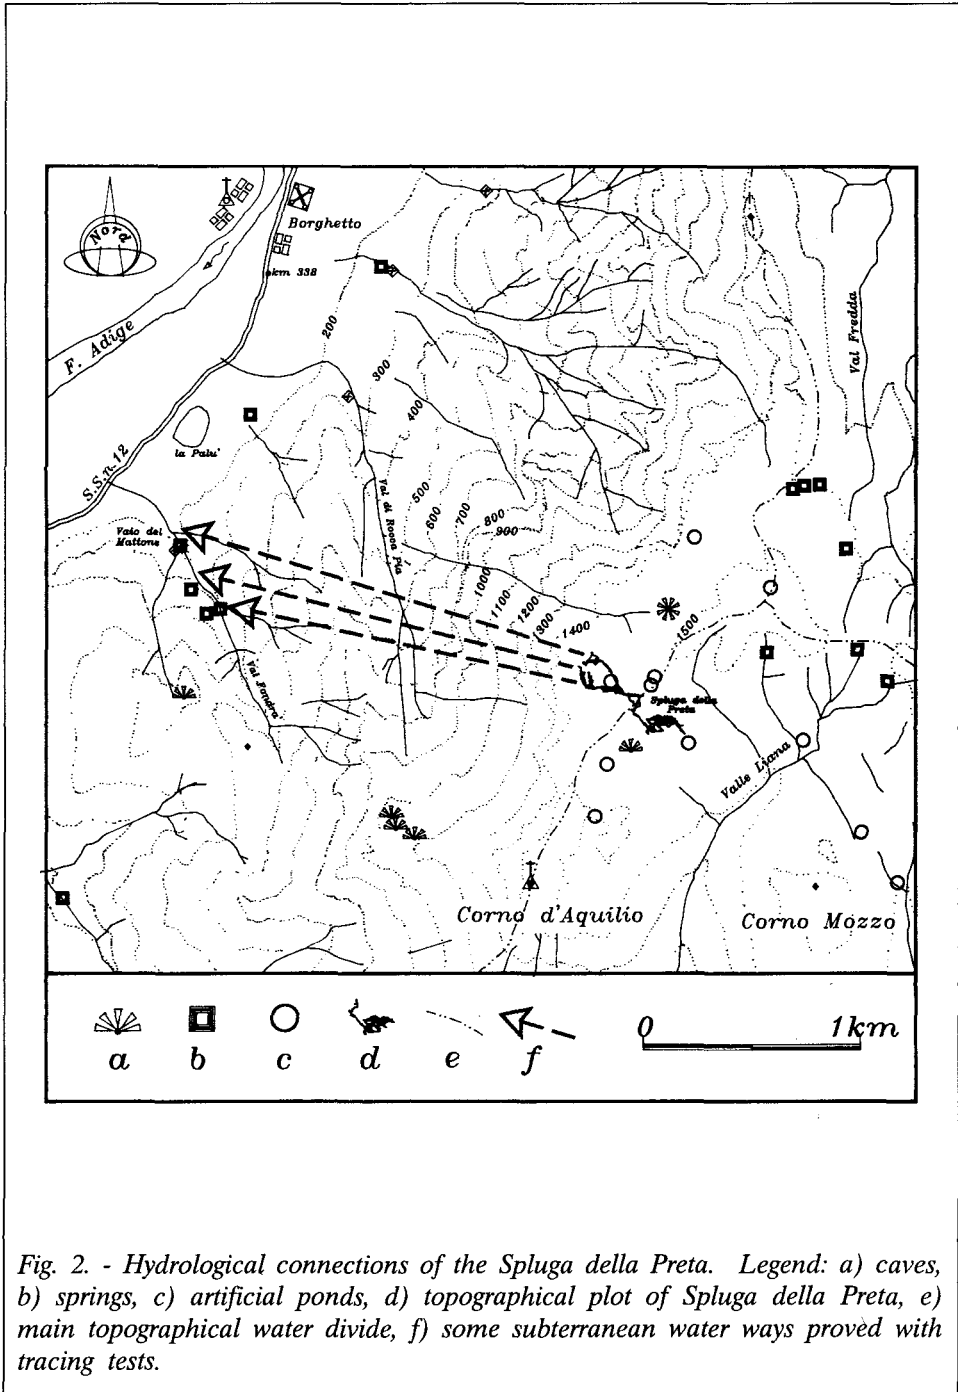 Nord
Borghetto
km 338
F. Adige
200
300
400
la Palu'
S.S.n.12
Val Fredda
Vaio del
Mattone
Val di Rocca Pia
500
600
700
800
900
1000
1100
1200
1300
1400
1500
Val Fondra'
Spluga della
Preta
Valle Liana
Corno d'Aquilio
Corno Mozzo
a b c d e f
0 1km
Fig. 2. - Hydrological connections of the Spluga della Preta. Legend: a) caves,
b) springs, c) artificial ponds, d) topographical plot of Spluga della Preta, e)
main topographical water divide, f) some subterranean water ways proved with
tracing tests.